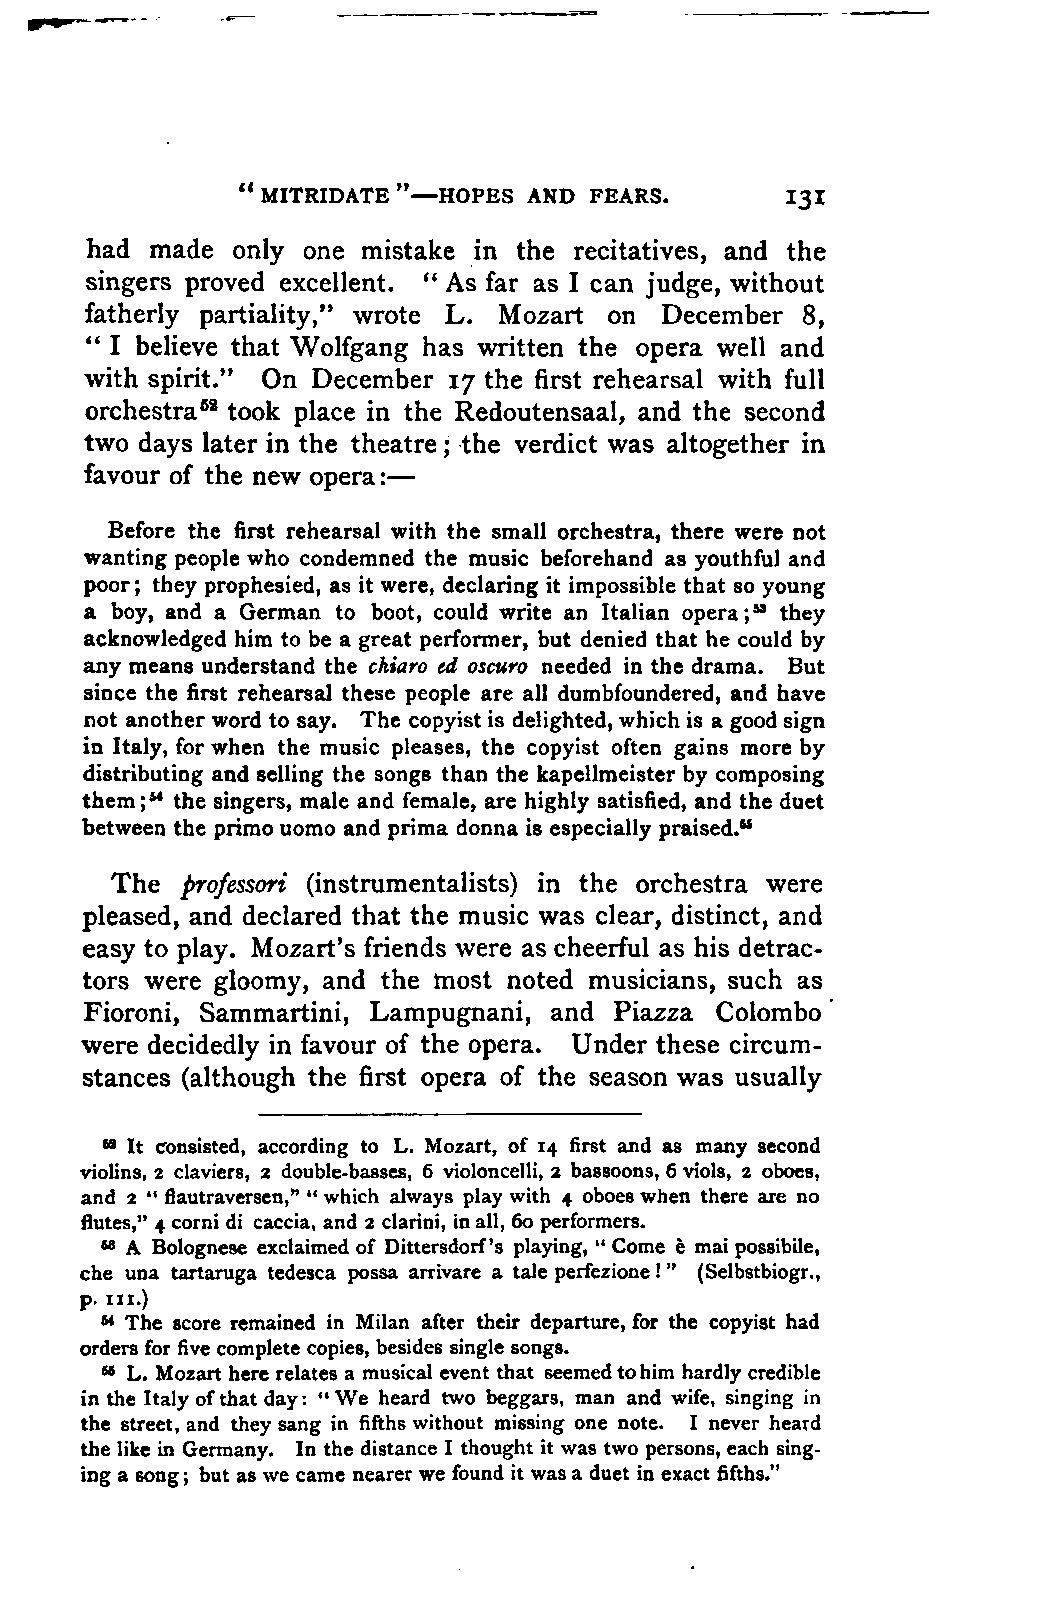 "MITRIDATE"—HOPES AND FEARS. 131
had made only one mistake in the recitatives, and the
singers proved excellent. "As far as I can judge, without
fatherly partiality," wrote L. Mozart on December 8,
"I believe that Wolfgang has written the opera well and
with spirit." On December 17 the first rehearsal with full
orchestra⁵² took place in the Redoutensaal, and the second
two days later in the theatre; the verdict was altogether in
favour of the new opera:—
Before the first rehearsal with the small orchestra, there were not
wanting people who condemned the music beforehand as youthful and
poor; they prophesied, as it were, declaring it impossible that so young
a boy, and a German to boot, could write an Italian opera;⁵³ they
acknowledged him to be a great performer, but denied that he could by
any means understand the chiaro ed oscuro needed in the drama. But
since the first rehearsal these people are all dumbfoundered, and have
not another word to say. The copyist is delighted, which is a good sign
in Italy, for when the music pleases, the copyist often gains more by
distributing and selling the songs than the kapellmeister by composing
them;⁵⁴ the singers, male and female, are highly satisfied, and the duet
between the primo uomo and prima donna is especially praised.⁵⁵
The professori (instrumentalists) in the orchestra were
pleased, and declared that the music was clear, distinct, and
easy to play. Mozart's friends were as cheerful as his detrac-
tors were gloomy, and the most noted musicians, such as
Fioroni, Sammartini, Lampugnani, and Piazza Colombo
were decidedly in favour of the opera. Under these circum-
stances (although the first opera of the season was usually
⁵² It consisted, according to L. Mozart, of 14 first and as many second
violins, 2 claviers, 2 double-basses, 6 violoncelli, 2 bassoons, 6 viols, 2 oboes,
and 2 "flautraversen," "which always play with 4 oboes when there are no
flutes," 4 corni di caccia, and 2 clarini, in all, 60 performers.
⁵³ A Bolognese exclaimed of Dittersdorf's playing, "Come è mai possibile,
che una tartaruga tedesca possa arrivare a tale perfezione!" (Selbstbiogr.,
p. 111.)
⁵⁴ The score remained in Milan after their departure, for the copyist had
orders for five complete copies, besides single songs.
⁵⁵ L. Mozart here relates a musical event that seemed to him hardly credible
in the Italy of that day: "We heard two beggars, man and wife, singing in
the street, and they sang in fifths without missing one note. I never heard
the like in Germany. In the distance I thought it was two persons, each sing-
ing a song; but as we came nearer we found it was a duet in exact fifths."